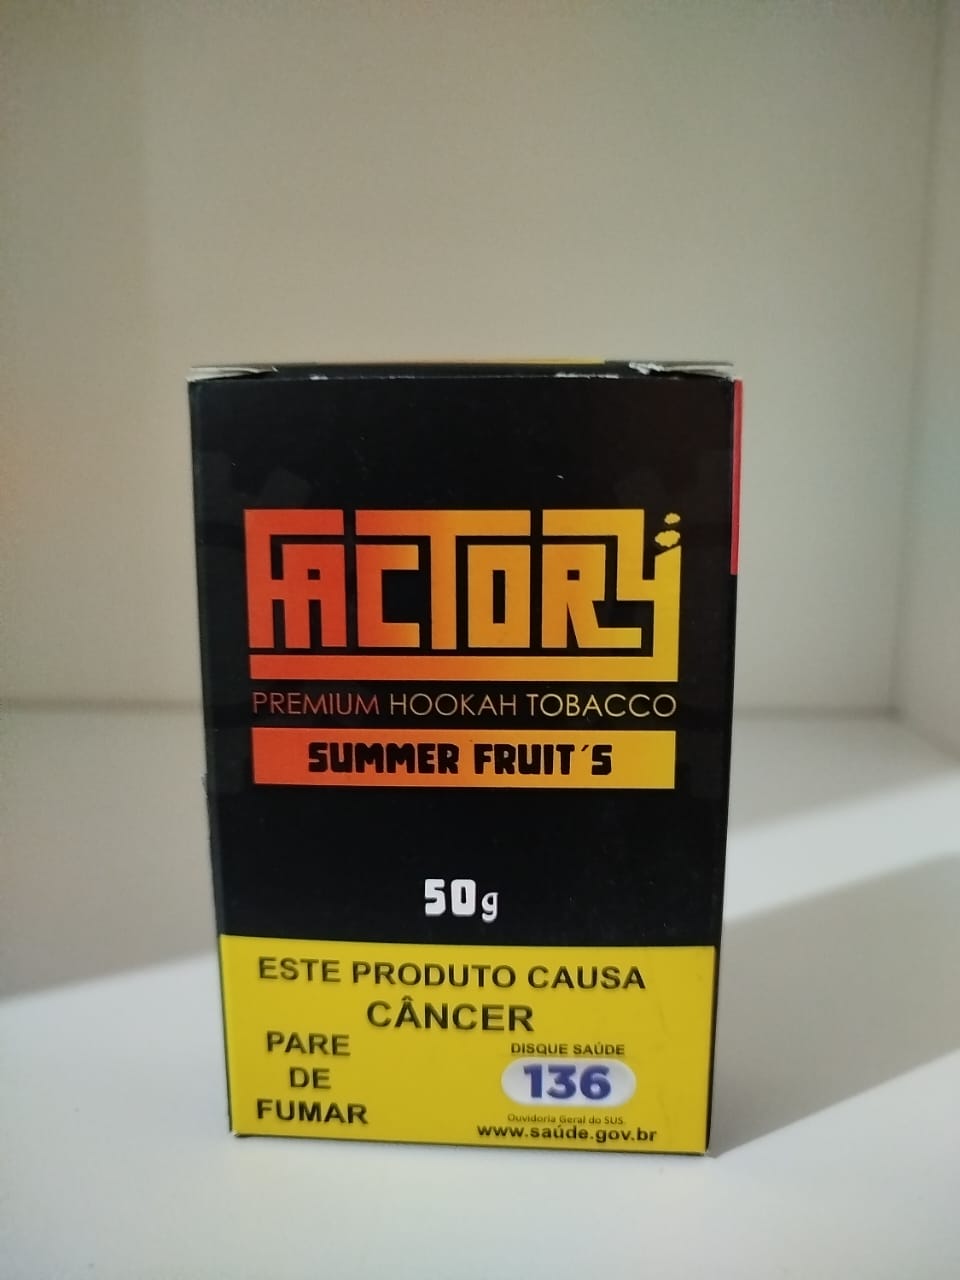 FACTORY
PREMIUM HOOKAH TOBACCO
SUMMER FRUIT´S
50g
ESTE PRODUTO CAUSA
CÂNCER
PARE
DE
FUMAR
DISQUE SAÚDE
136
Ouvidoria Geral do SUS.
www.saúde.gov.br